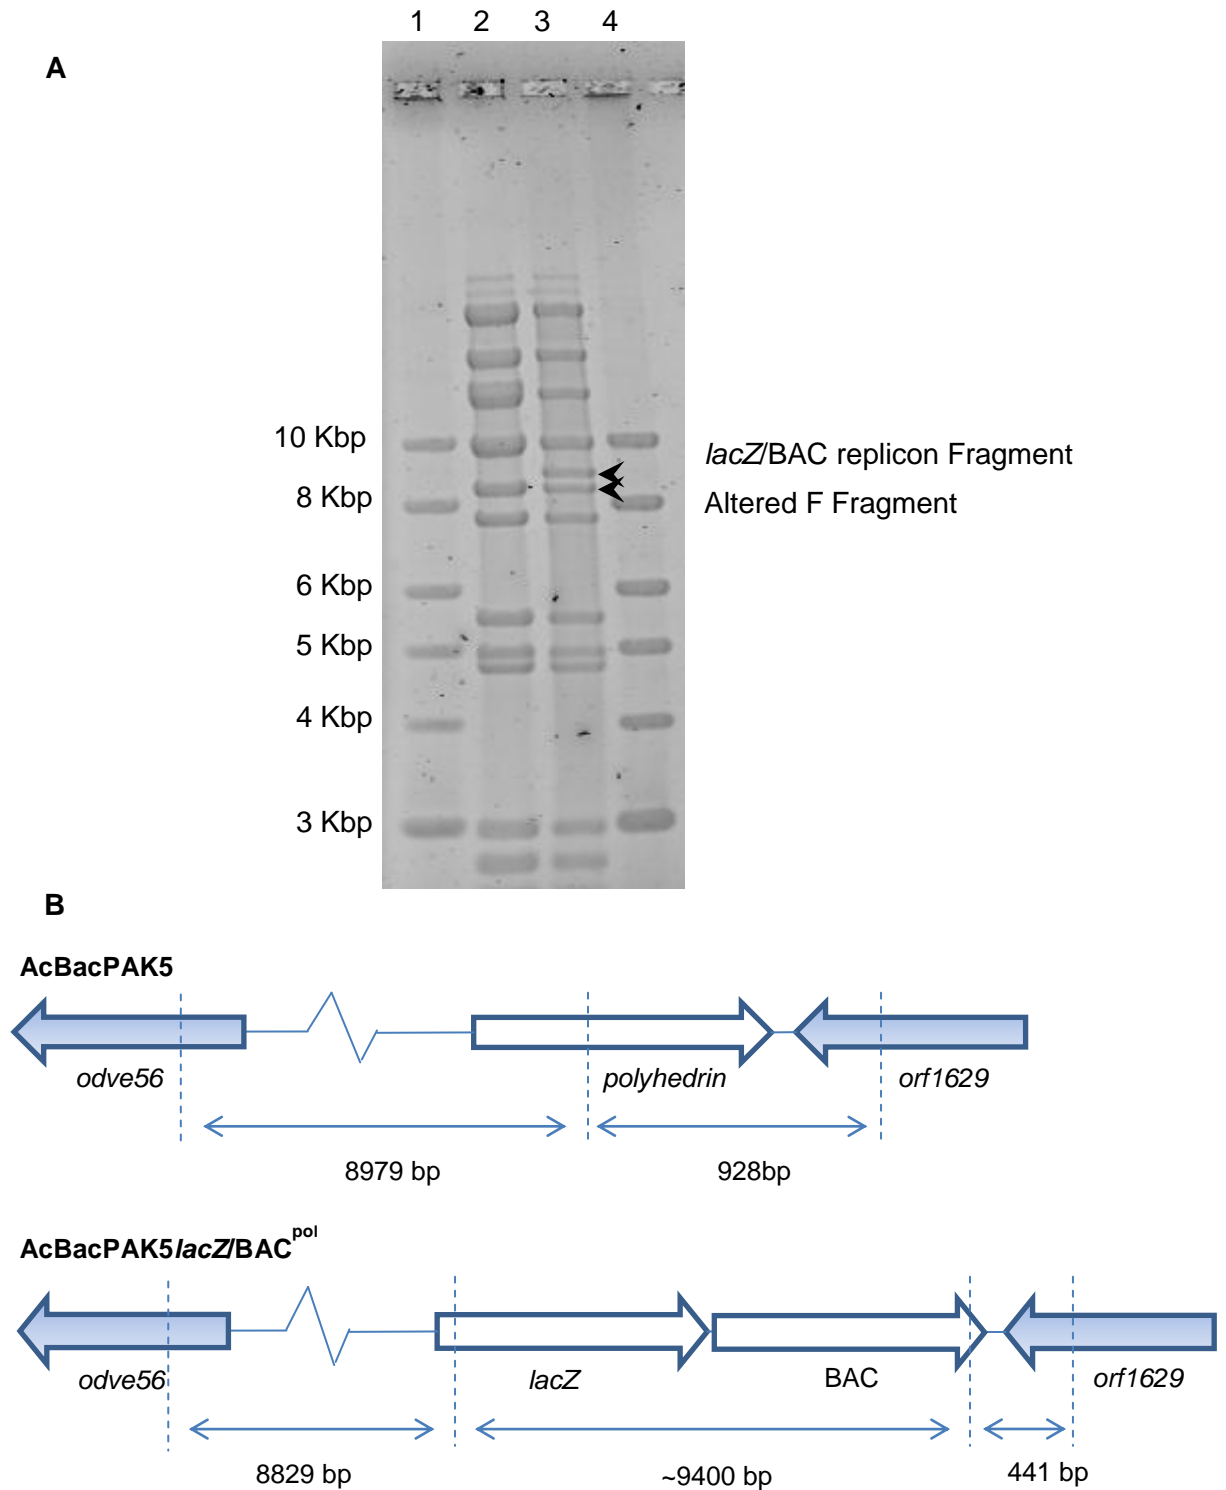 1 2 3 4
A
10 Kbp
lacZ/BAC replicon Fragment
8 Kbp
Altered F Fragment
6 Kbp
5 Kbp
4 Kbp
3 Kbp
B
AcBacPAK5
odve56 polyhedrin orf1629
8979 bp 928bp
AcBacPAK5lacZ/BACpol
odve56 lacZ BAC orf1629
8829 bp ~9400 bp 441 bp